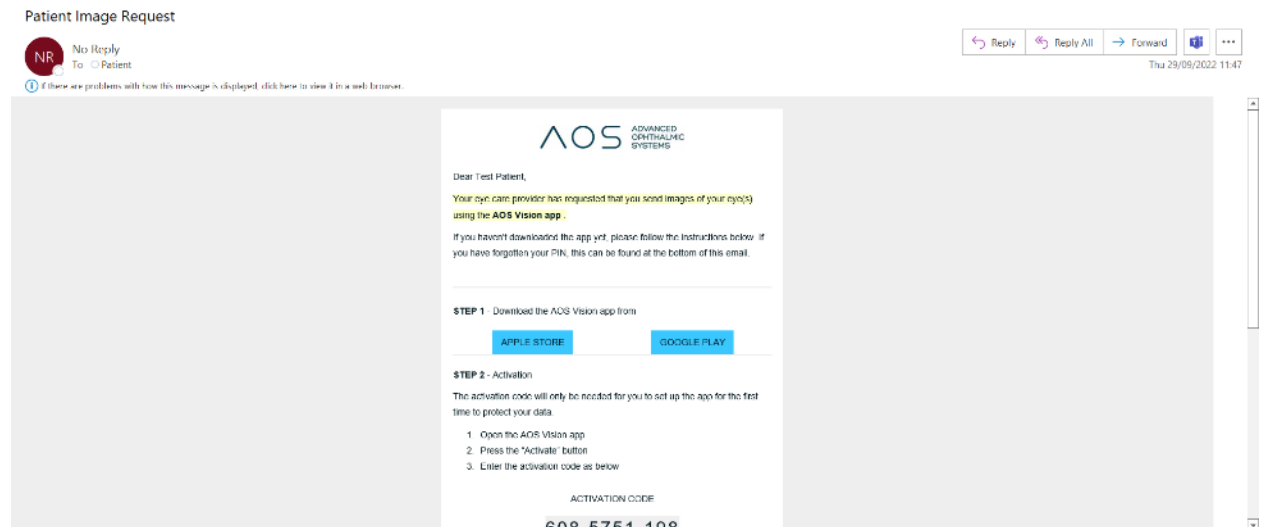 Patient Image Request
NR
No Reply
To Patient
Reply
Reply All
Forward
Thu 29/09/2022 11:47
If there are problems with how this message is displayed, click here to view it in a web browser.
AOS ADVANCED
OPHTHALMIC
SYSTEMS
Dear Test Patient,
Your eye care provider has requested that you send images of your eye(s)
using the AOS Vision app .
If you haven't downloaded the app yet, please follow the instructions below. If
you have forgotten your PIN, this can be found at the bottom of this email.
STEP 1 - Download the AOS Vision app from
APPLE STORE
GOOGLE PLAY
STEP 2 - Activation
The activation code will only be needed for you to set up the app for the first
time to protect your data.
1. Open the AOS Vision app
2. Press the "Activate" button
3. Enter the activation code as below
ACTIVATION CODE
608 5751 198